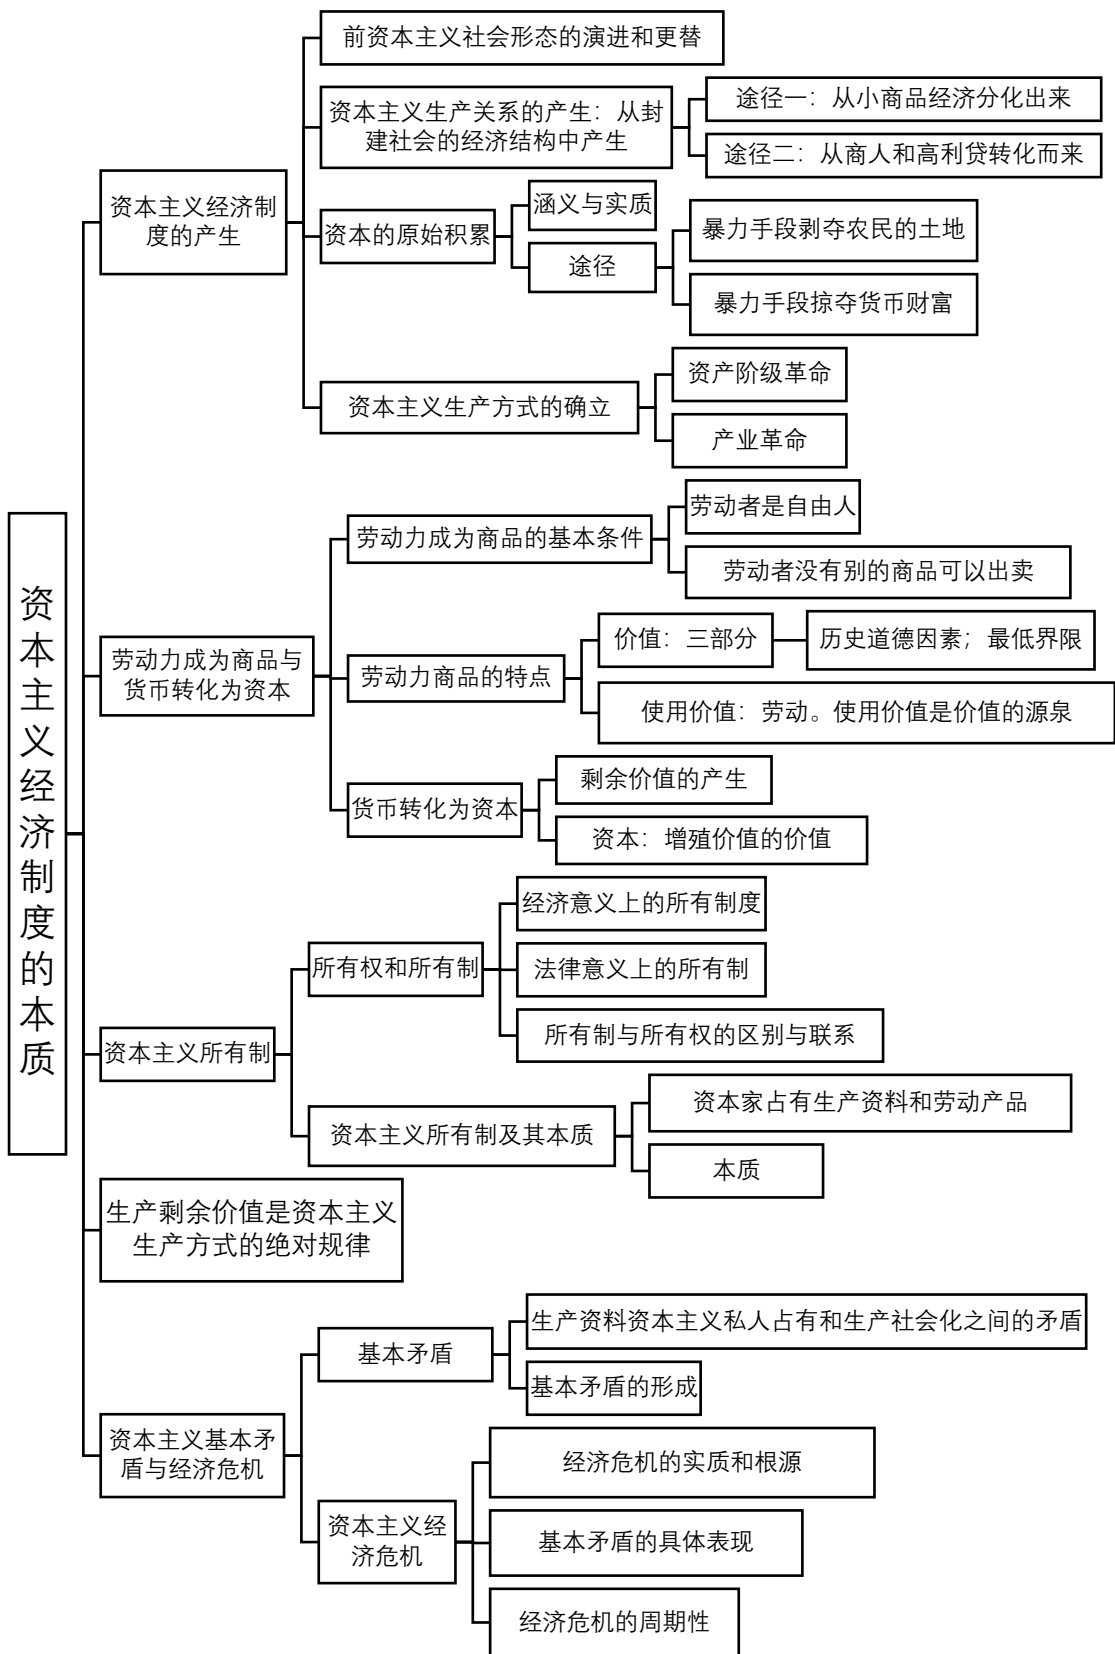 资本主义经济制度的本质
资本主义经济制
度的产生
前资本主义社会形态的演进和更替
资本主义生产关系的产生：从封
建社会的经济结构中产生
途径一：从小商品经济分化出来
途径二：从商人和高利贷转化而来
资本的原始积累
涵义与实质
途径
暴力手段剥夺农民的土地
暴力手段掠夺货币财富
资本主义生产方式的确立
资产阶级革命
产业革命
劳动力成为商品与
货币转化为资本
劳动力成为商品的基本条件
劳动者是自由人
劳动者没有别的商品可以出卖
劳动力商品的特点
价值：三部分
历史道德因素；最低界限
使用价值：劳动。使用价值是价值的源泉
货币转化为资本
剩余价值的产生
资本：增殖价值的价值
资本主义所有制
所有权和所有制
经济意义上的所有制度
法律意义上的所有制
所有制与所有权的区别与联系
资本主义所有制及其本质
资本家占有生产资料和劳动产品
本质
生产剩余价值是资本主义
生产方式的绝对规律
资本主义基本矛
盾与经济危机
基本矛盾
生产资料资本主义私人占有和生产社会化之间的矛盾
基本矛盾的形成
资本主义经
济危机
经济危机的实质和根源
基本矛盾的具体表现
经济危机的周期性